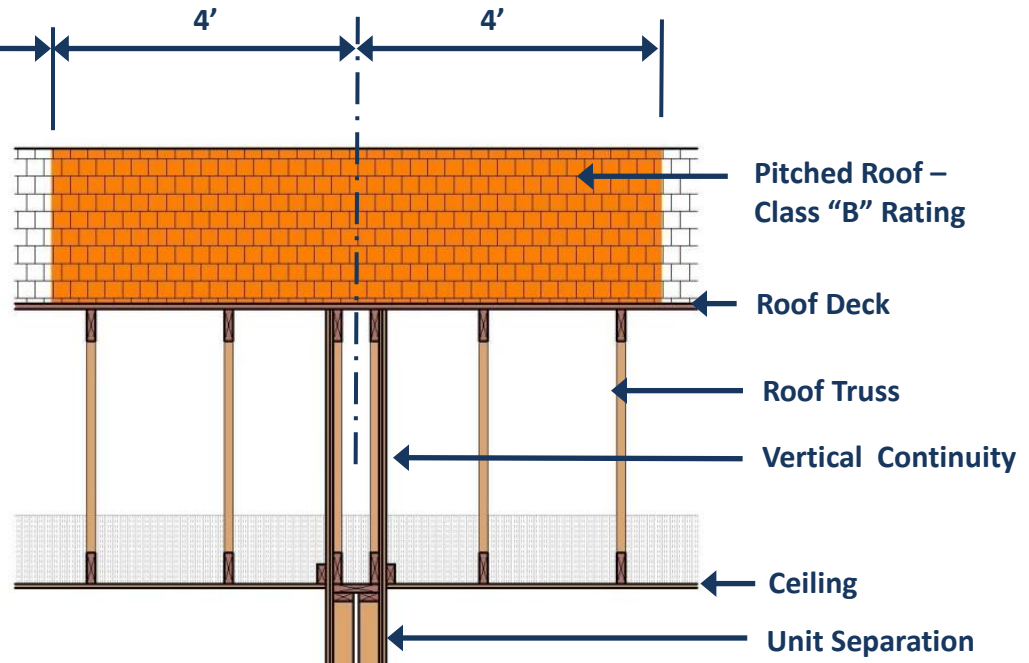 4’ 4’
Pitched Roof –
Class “B” Rating
Roof Deck
Roof Truss
Vertical Continuity
Ceiling
Unit Separation